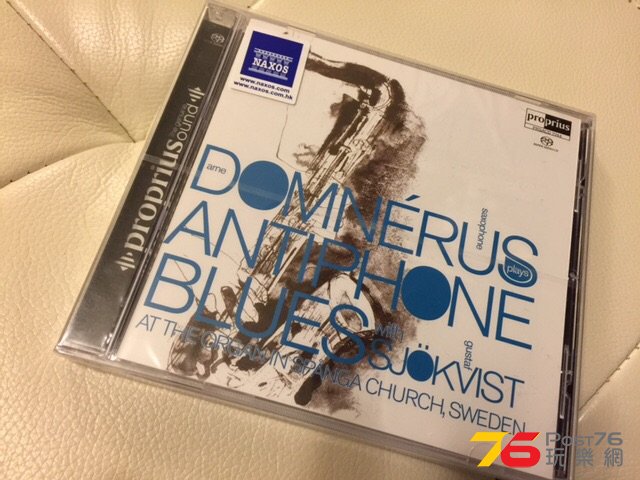 NAXOS
www.naxos.com
www.naxos.com.hk
proprius
proprius
sound
arne
DOMNÉRUS
saxophone
plays
ANTIPHONE
BLUES
with
gustaf
SJÖKVIST
AT THE ORGAN IN SPÅNGA CHURCH, SWEDEN
76 POST76
玩樂網